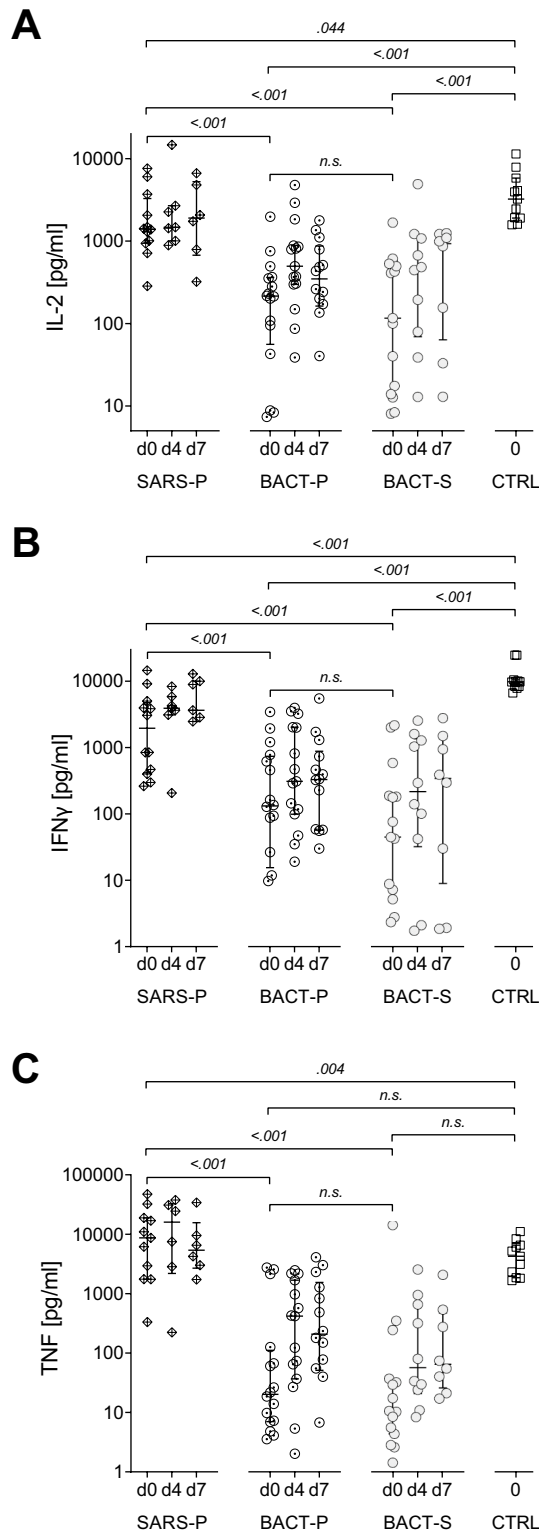 A
.044
<.001
<.001
<.001
<.001
n.s.
10000
1000
100
10
IL-2 [pg/ml]
d0 d4 d7 d0 d4 d7 d0 d4 d7 0
SARS-P BACT-P BACT-S CTRL
B
<.001
<.001
<.001
<.001
<.001
n.s.
10000
1000
100
10
1
IFNγ [pg/ml]
d0 d4 d7 d0 d4 d7 d0 d4 d7 0
SARS-P BACT-P BACT-S CTRL
C
.004
n.s.
<.001
n.s.
<.001
n.s.
100000
10000
1000
100
10
1
TNF [pg/ml]
d0 d4 d7 d0 d4 d7 d0 d4 d7 0
SARS-P BACT-P BACT-S CTRL